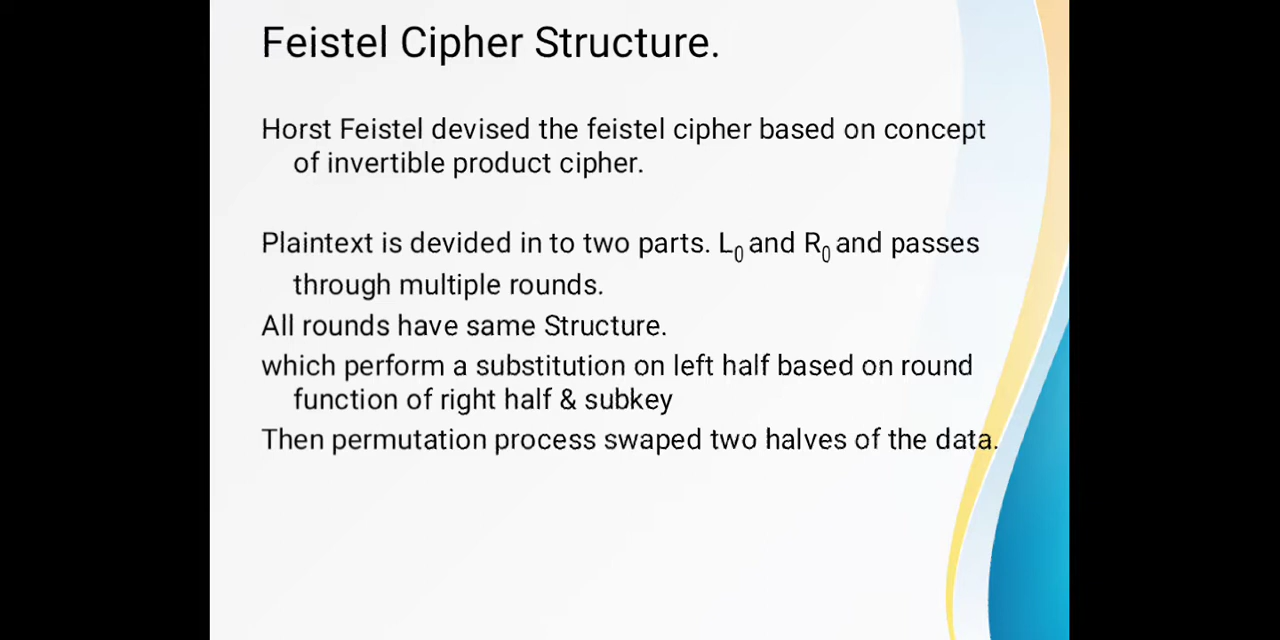 Feistel Cipher Structure.
Horst Feistel devised the feistel cipher based on concept
of invertible product cipher.
Plaintext is devided in to two parts. L0 and R0 and passes
through multiple rounds.
All rounds have same Structure.
which perform a substitution on left half based on round
function of right half & subkey
Then permutation process swaped two halves of the data.